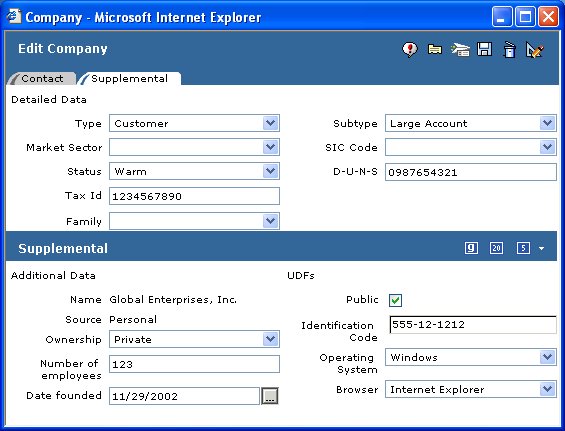 Company - Microsoft Internet Explorer
Edit Company
Contact Supplemental
Detailed Data
Type Customer Subtype Large Account
Market Sector SIC Code
Status Warm D-U-N-S 0987654321
Tax Id 1234567890
Family
Supplemental g 20 5
Additional Data UDFs
Name Global Enterprises, Inc. Public
Source Personal Identification Code 555-12-1212
Ownership Private
Number of employees 123 Operating System Windows
Date founded 11/29/2002 ... Browser Internet Explorer